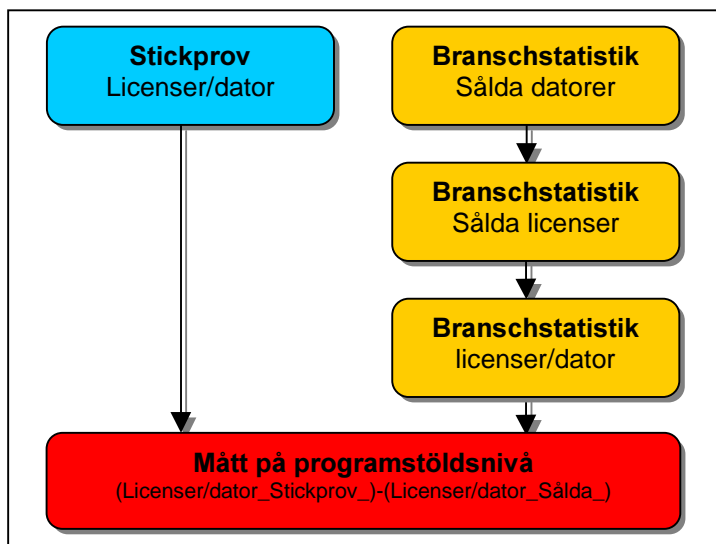 Stickprov
Licenser/dator
Branschstatistik
Sålda datorer
Branschstatistik
Sålda licenser
Branschstatistik
licenser/dator
Mått på programstöldsnivå
(Licenser/dator_Stickprov_)-(Licenser/dator_Sålda_)